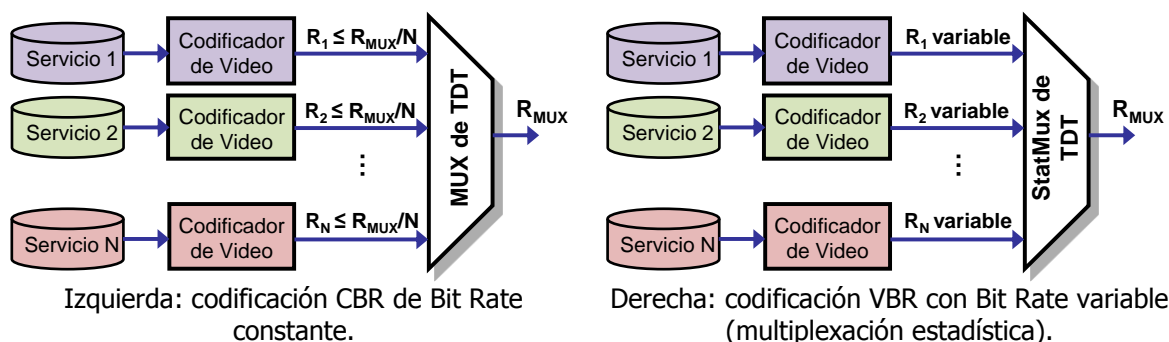 Servicio 1
Codificador
de Video
R1 ≤ RMUX/N
Servicio 2
Codificador
de Video
R2 ≤ RMUX/N
...
Servicio N
Codificador
de Video
RN ≤ RMUX/N
MUX de TDT
RMUX
Izquierda: codificación CBR de Bit Rate
constante.
Servicio 1
Codificador
de Video
R1 variable
Servicio 2
Codificador
de Video
R2 variable
...
Servicio N
Codificador
de Video
RN variable
StatMux de
TDT
RMUX
Derecha: codificación VBR con Bit Rate variable
(multiplexación estadística).